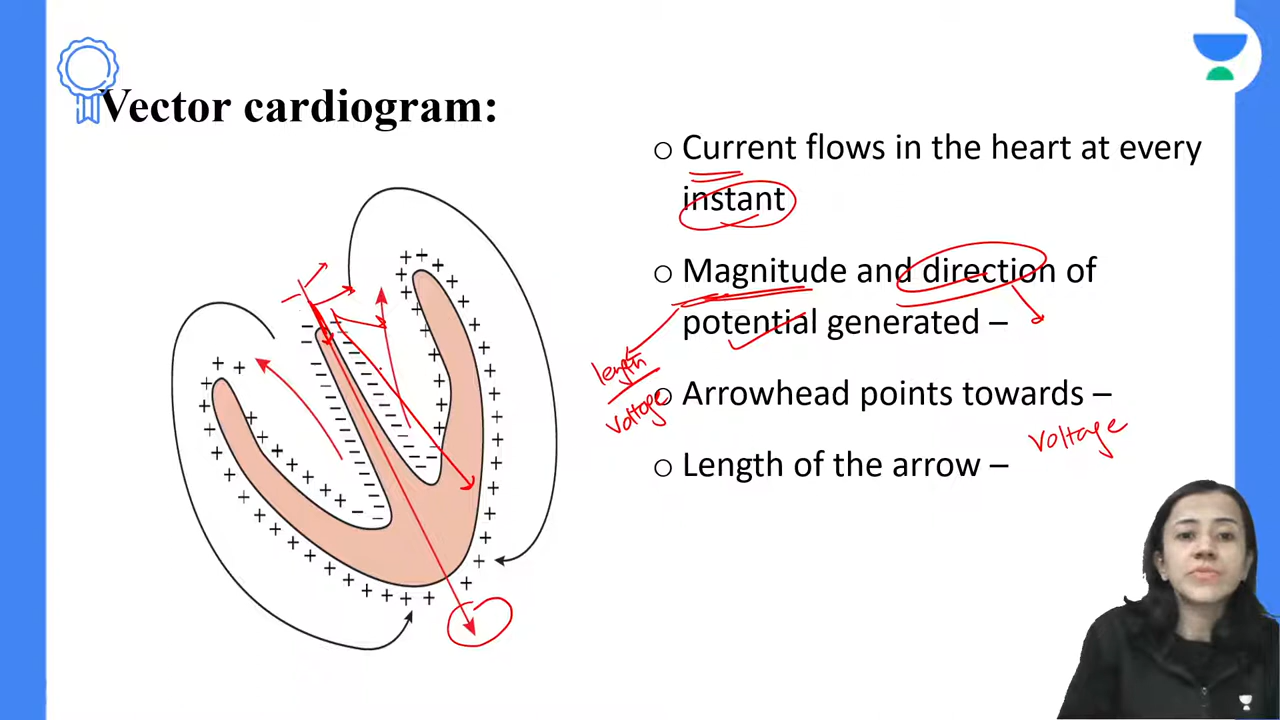 Vector cardiogram:
○ Current flows in the heart at every
instant
○ Magnitude and direction of
potential generated –
length
voltage
○ Arrowhead points towards –
voltage
○ Length of the arrow –